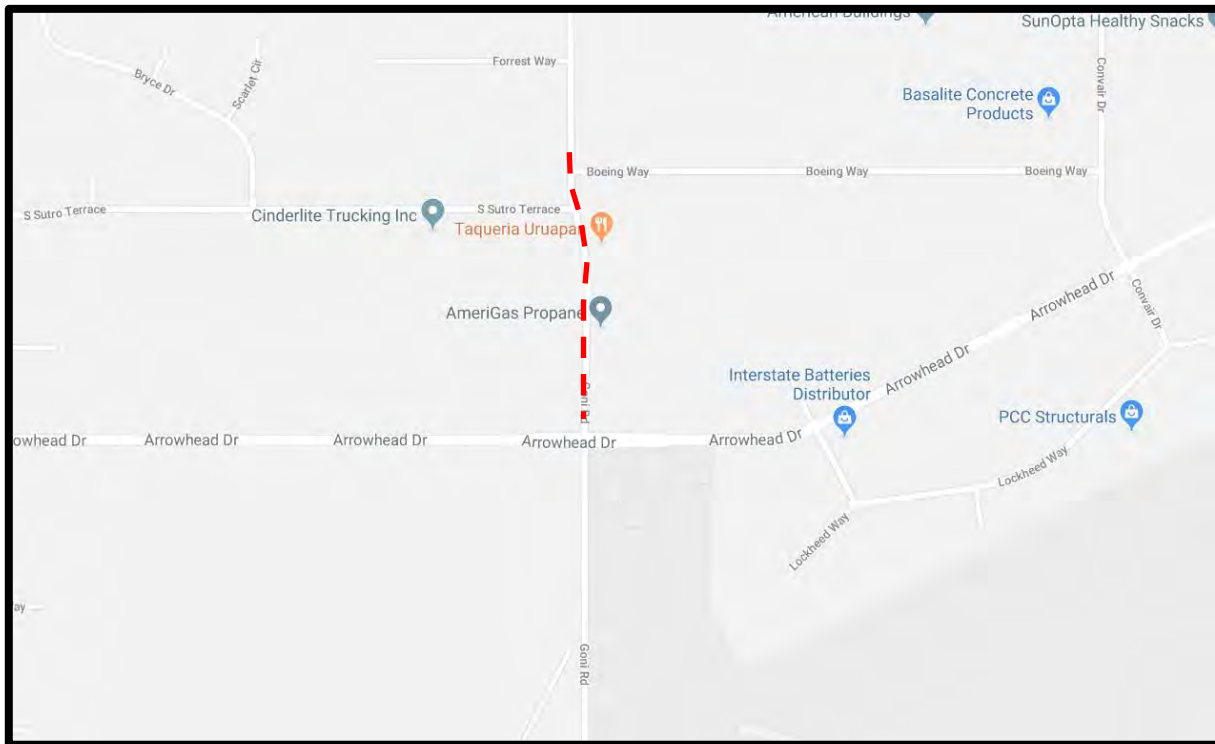 American Buildings
SunOpta Healthy Snacks
Forrest Way
Bryce Dr
Scarlet Cir
Convair Dr
Basalite Concrete
Products
Boeing Way
Boeing Way
Boeing Way
S Sutro Terrace
Cinderlite Trucking Inc
S Sutro Terrace
Taqueria Uruapan
Arrowhead Dr
Convair Dr
AmeriGas Propane
Arrowhead Dr
Interstate Batteries
Distributor
Goni Rd
PCC Structurals
owhead Dr
Arrowhead Dr
Arrowhead Dr
Arrowhead Dr
Arrowhead Dr
Lockheed Way
Lockheed Way
ay
Goni Rd